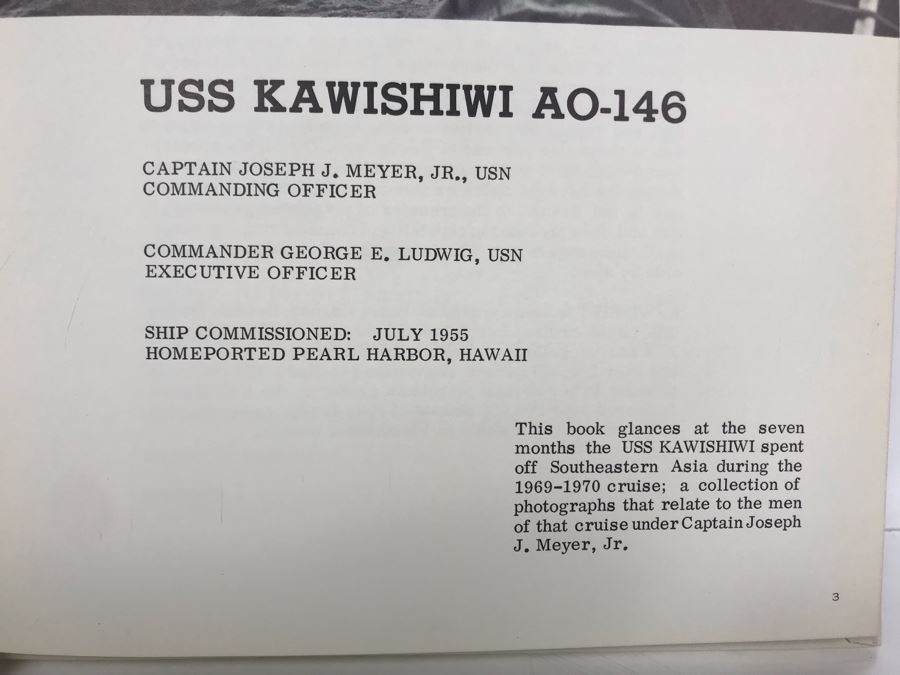 USS KAWISHIWI AO-146
CAPTAIN JOSEPH J. MEYER, JR., USN
COMMANDING OFFICER
COMMANDER GEORGE E. LUDWIG, USN
EXECUTIVE OFFICER
SHIP COMMISSIONED: JULY 1955
HOMEPORTED PEARL HARBOR, HAWAII
This book glances at the seven
months the USS KAWISHIWI spent
off Southeastern Asia during the
1969-1970 cruise; a collection of
photographs that relate to the men
of that cruise under Captain Joseph
J. Meyer, Jr.
3